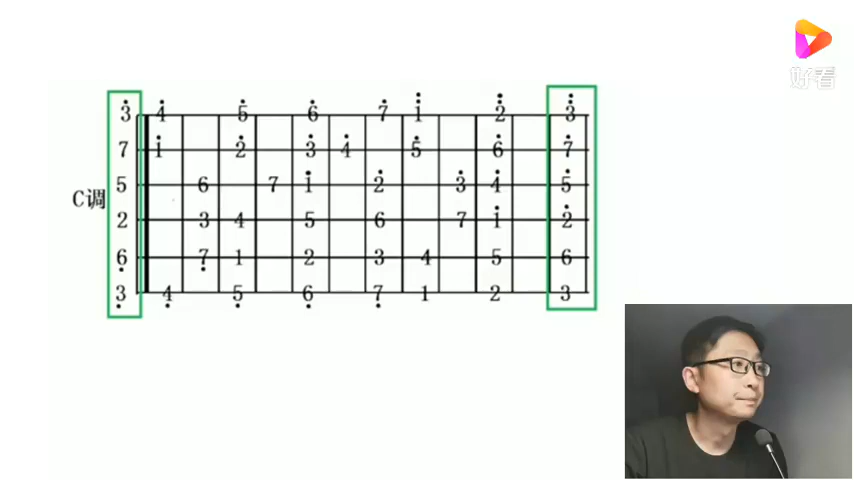 好看
3̇ 4̇ 5̇ 6̇ 7̇ 1̈ 2̈ 3̈
7 1̇ 2̇ 3̇ 4̇ 5̇ 6̇ 7̇
5 6 7 1̇ 2̇ 3̇ 4̇ 5̇
C调
2 3 4 5 6 7 1̇ 2̇
6̣ 7̣ 1 2 3 4 5 6
3̣ 4̣ 5̣ 6̣ 7̣ 1 2 3